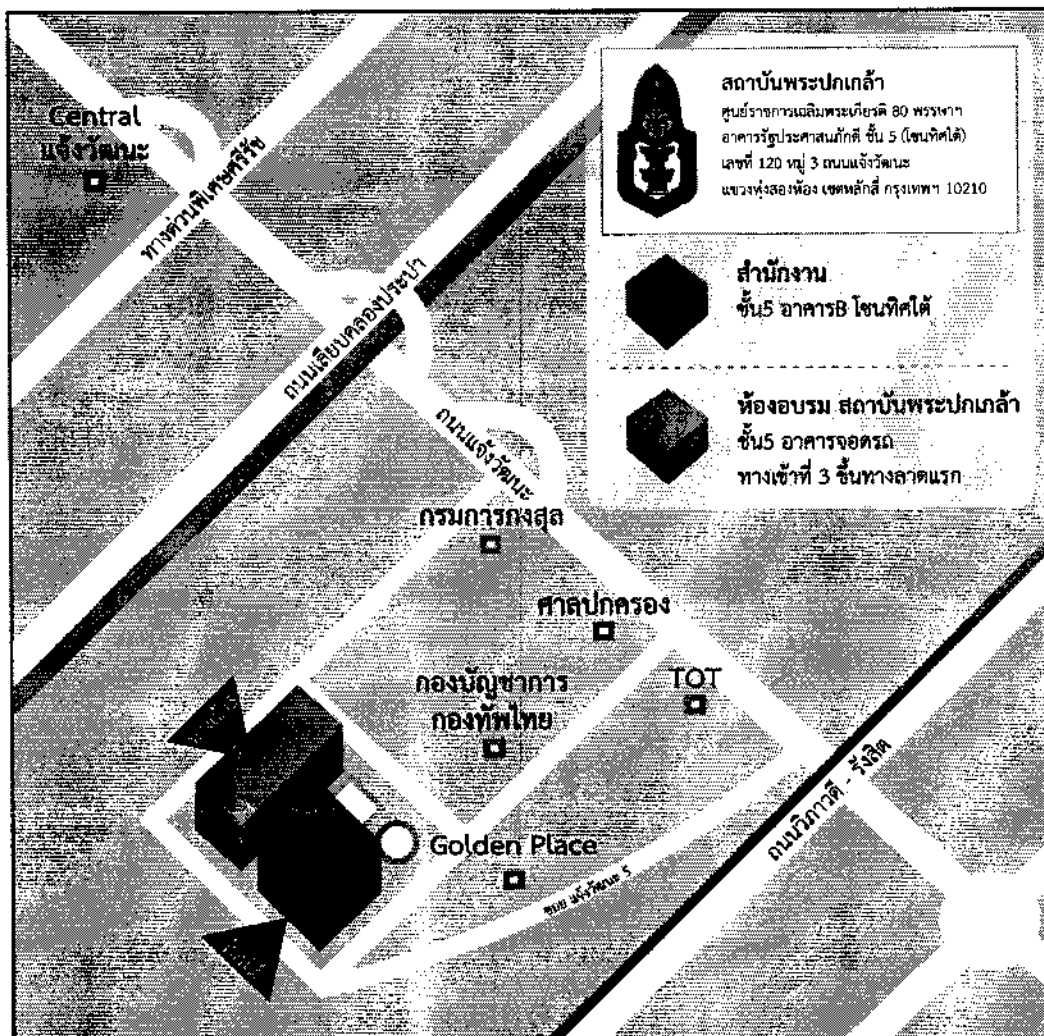 สถาบันพระปกเกล้า
ศูนย์ราชการเฉลิมพระเกียรติ 80 พรรษาฯ
อาคารรัฐประศาสนภักดี ชั้น 5 (โซนทิศใต้)
เลขที่ 120 หมู่ 3 ถนนแจ้งวัฒนะ
แขวงทุ่งสองห้อง เขตหลักสี่ กรุงเทพฯ 10210
สำนักงาน
ชั้น5 อาคารB โซนทิศใต้
ห้องอบรม สถาบันพระปกเกล้า
ชั้น5 อาคารจอดรถ
ทางเข้าที่ 3 ขึ้นทางลาดแรก
Central
แจ้งวัฒนะ
ทางด่วนพิเศษศรีรัช
ถนนเลียบคลองประปา
ถนนแจ้งวัฒนะ
กรมการกงสุล
ศาลปกครอง
กองบัญชาการ
กองทัพไทย
TOT
Golden Place
ซอย แจ้งวัฒนะ 5
ถนนวิภาวดี - รังสิต